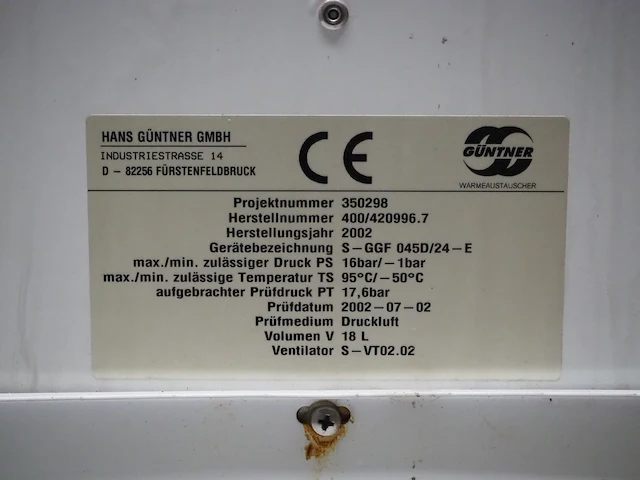 HANS GÜNTNER GMBH
INDUSTRIESTRASSE 14
D – 82256 FÜRSTENFELDBRUCK
CE
GÜNTNER
WÄRMEAUSTAUSCHER
Projektnummer 350298
Herstellnummer 400/420996.7
Herstellungsjahr 2002
Gerätebezeichnung S–GGF 045D/24–E
max./min. zulässiger Druck PS 16bar/–1bar
max./min. zulässige Temperatur TS 95°C/–50°C
aufgebrachter Prüfdruck PT 17,6bar
Prüfdatum 2002–07–02
Prüfmedium Druckluft
Volumen V 18 L
Ventilator S–VT02.02